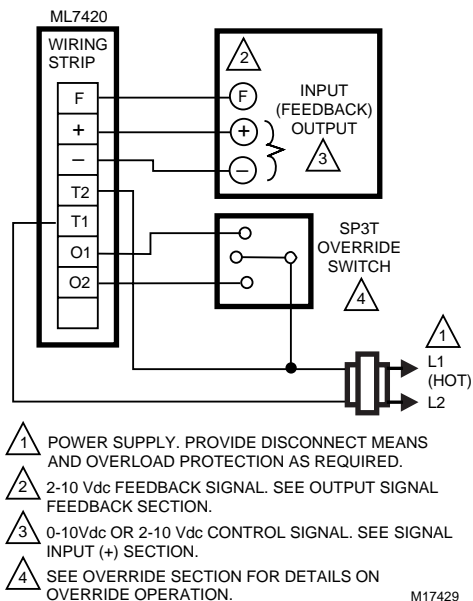 ML7420
WIRING
STRIP
F
+
−
T2
T1
O1
O2
2
F
+
−
INPUT
(FEEDBACK)
OUTPUT
3
SP3T
OVERRIDE
SWITCH
4
1
L1
(HOT)
L2
1 POWER SUPPLY. PROVIDE DISCONNECT MEANS
AND OVERLOAD PROTECTION AS REQUIRED.
2 2-10 Vdc FEEDBACK SIGNAL. SEE OUTPUT SIGNAL
FEEDBACK SECTION.
3 0-10Vdc OR 2-10 Vdc CONTROL SIGNAL. SEE SIGNAL
INPUT (+) SECTION.
4 SEE OVERRIDE SECTION FOR DETAILS ON
OVERRIDE OPERATION.
M17429